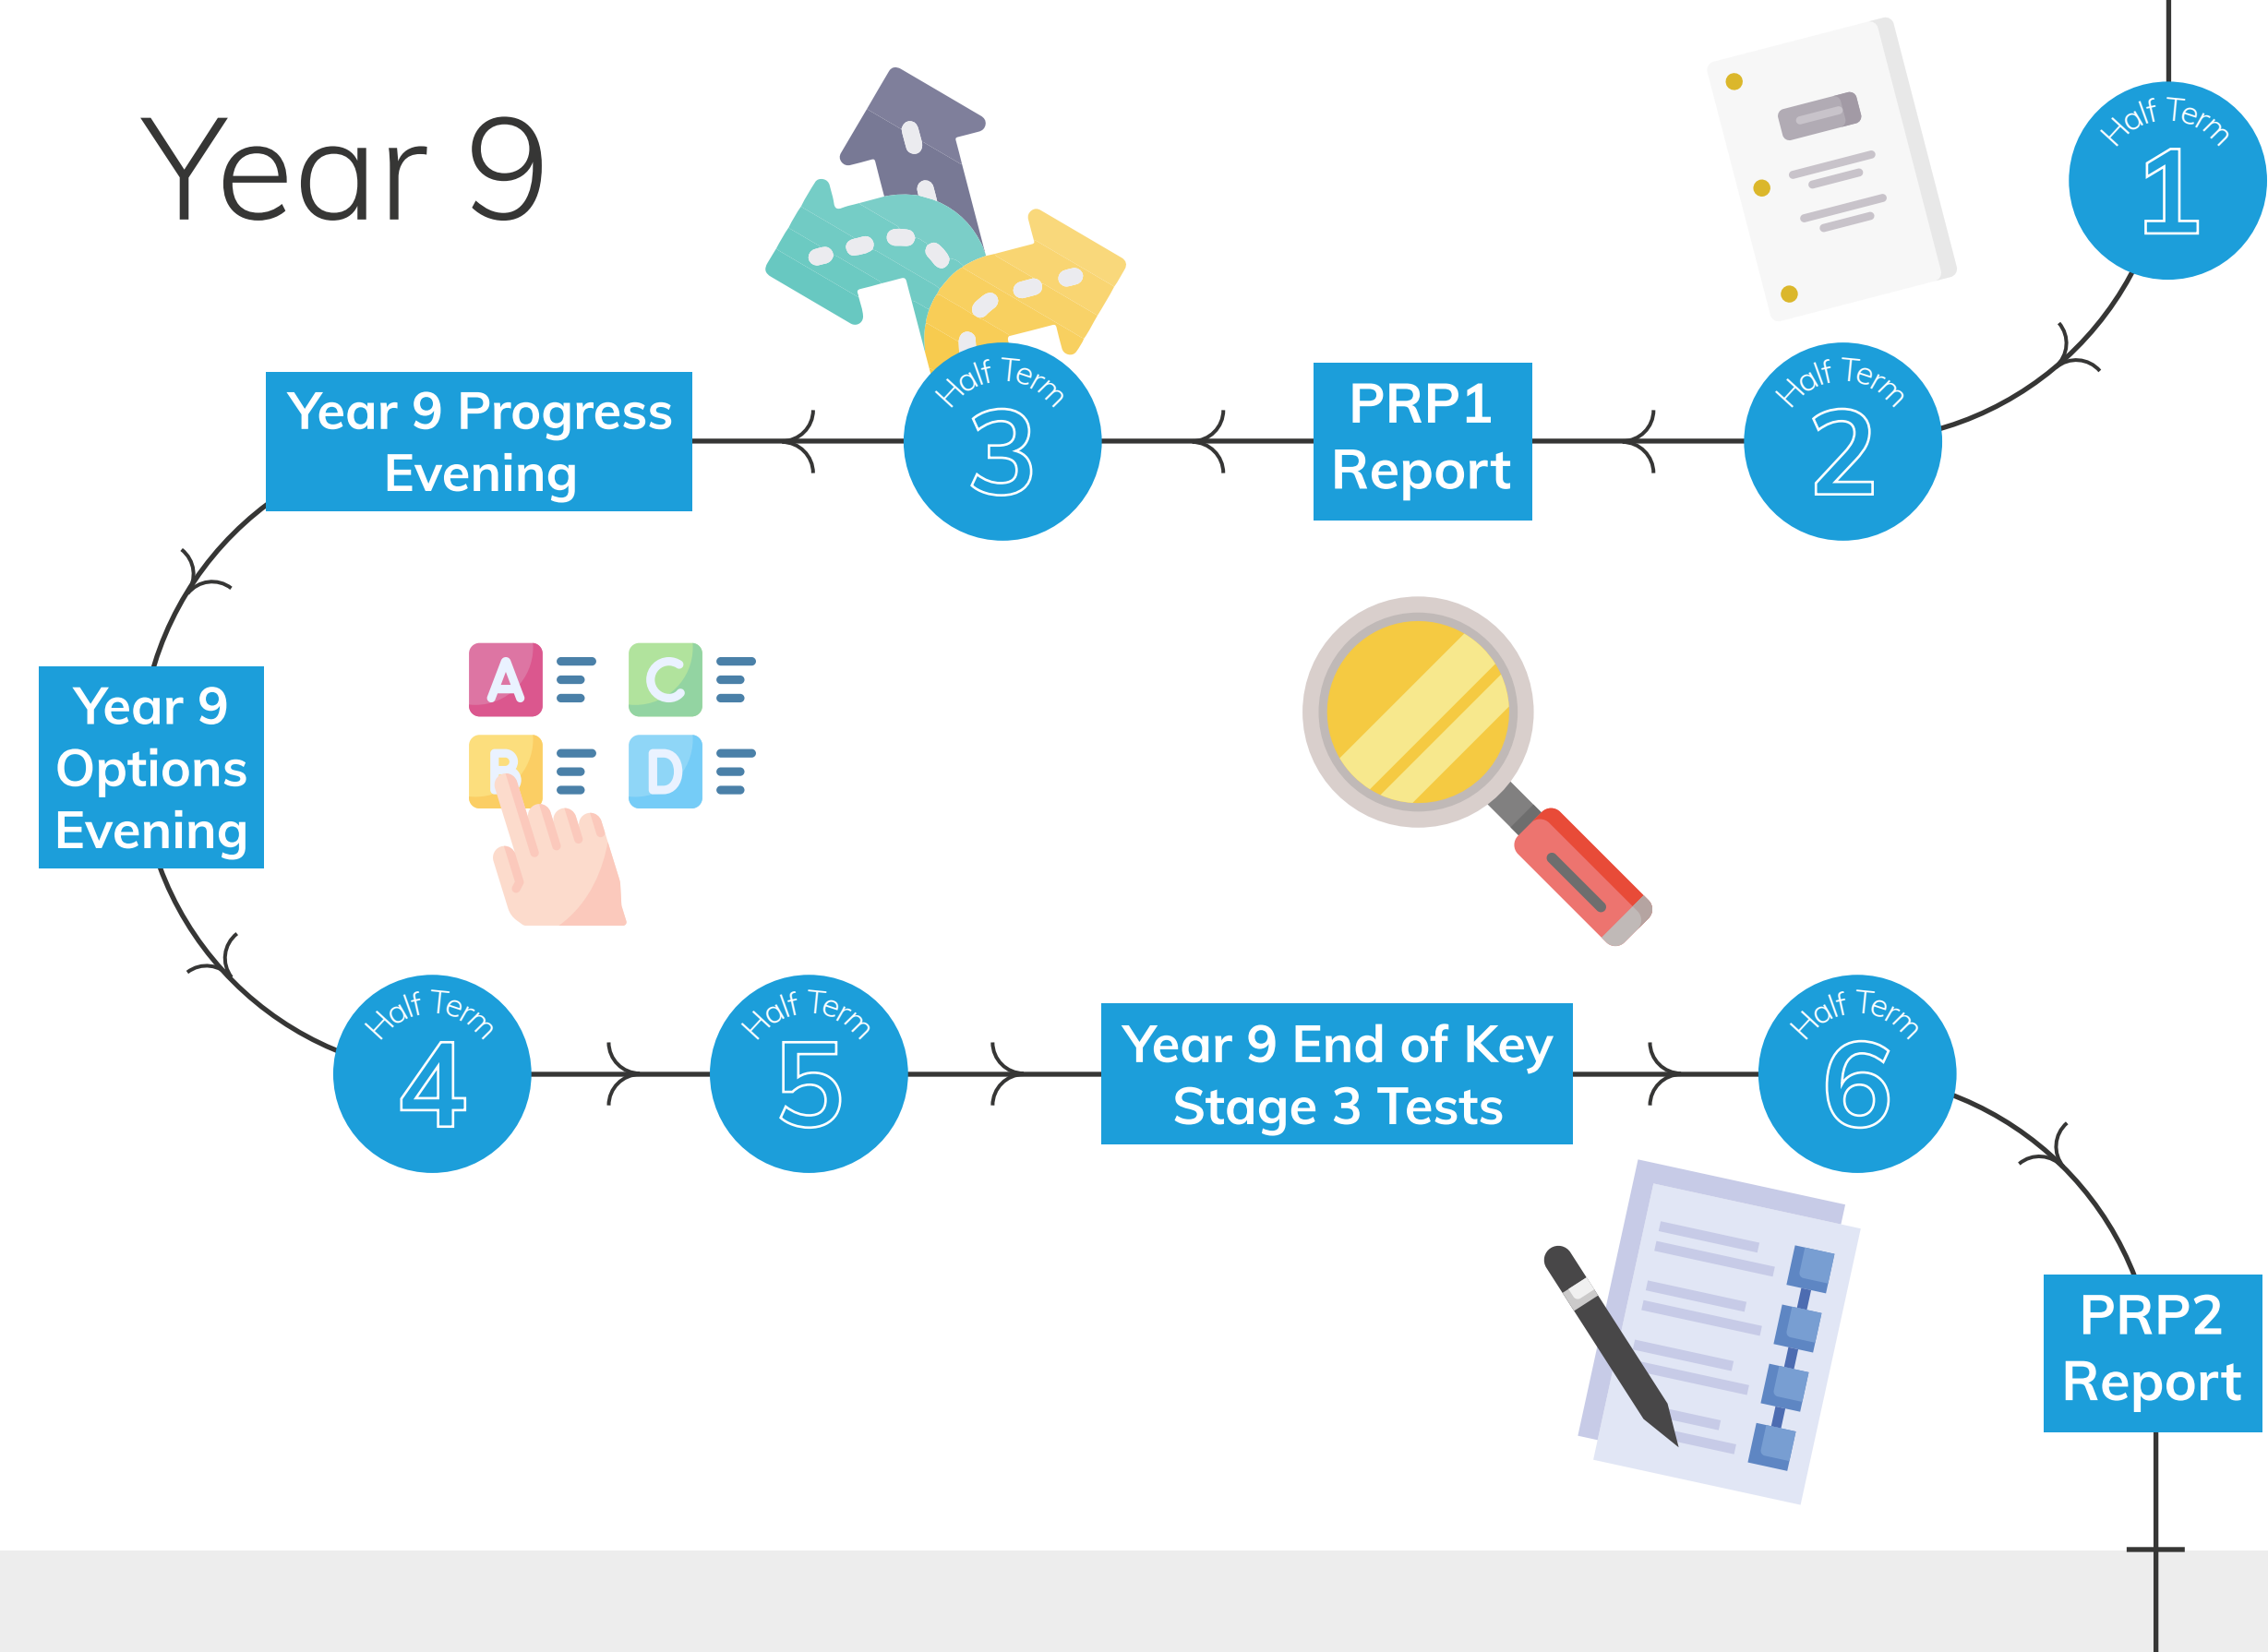 Year 9
Half Term
1
Half Term
2
PRP1
Report
Half Term
3
Year 9 Progress
Evening
Year 9
Options
Evening
A
C
B
D
Half Term
4
Half Term
5
Year 9 End of Key
Stage 3 Tests
Half Term
6
PRP2
Report